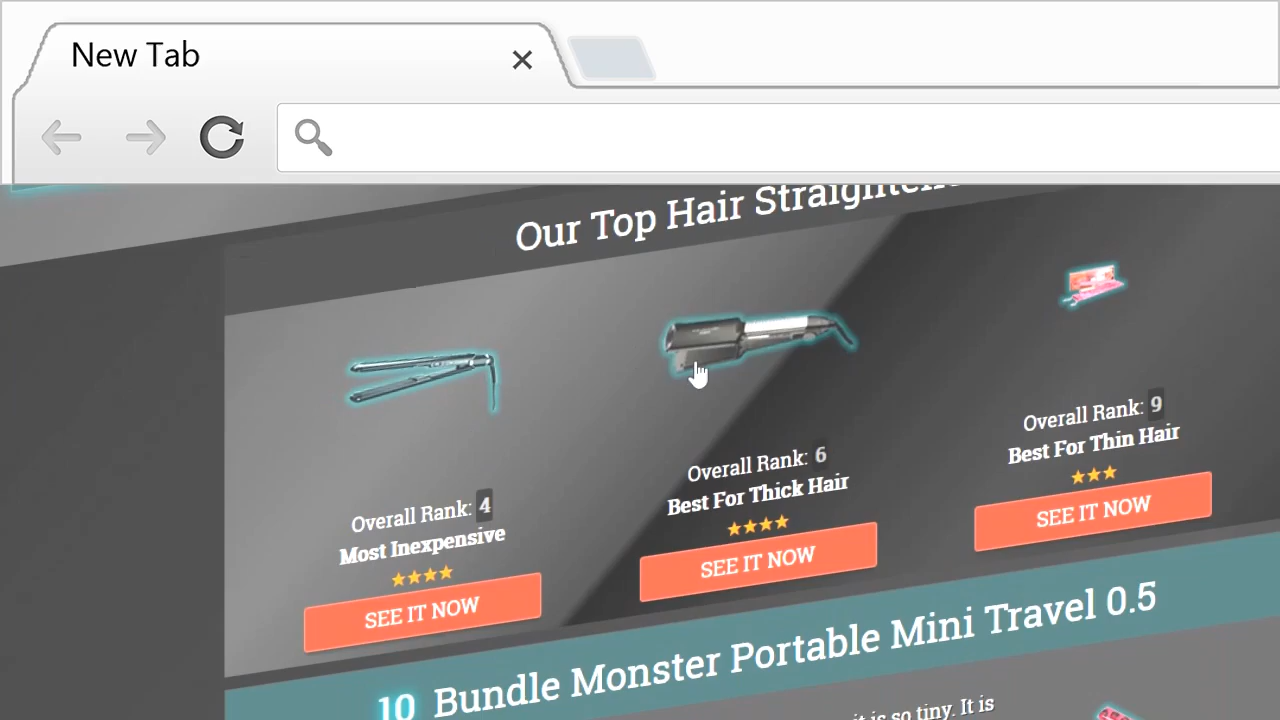 New Tab
Our Top Hair
Overall Rank: 4
Most Inexpensive
SEE IT NOW
Overall Rank: 6
Best For Thick Hair
SEE IT NOW
Overall Rank: 9
Best For Thin Hair
SEE IT NOW
10 Bundle Monster Portable Mini Travel 0.5
it is so tiny. It is